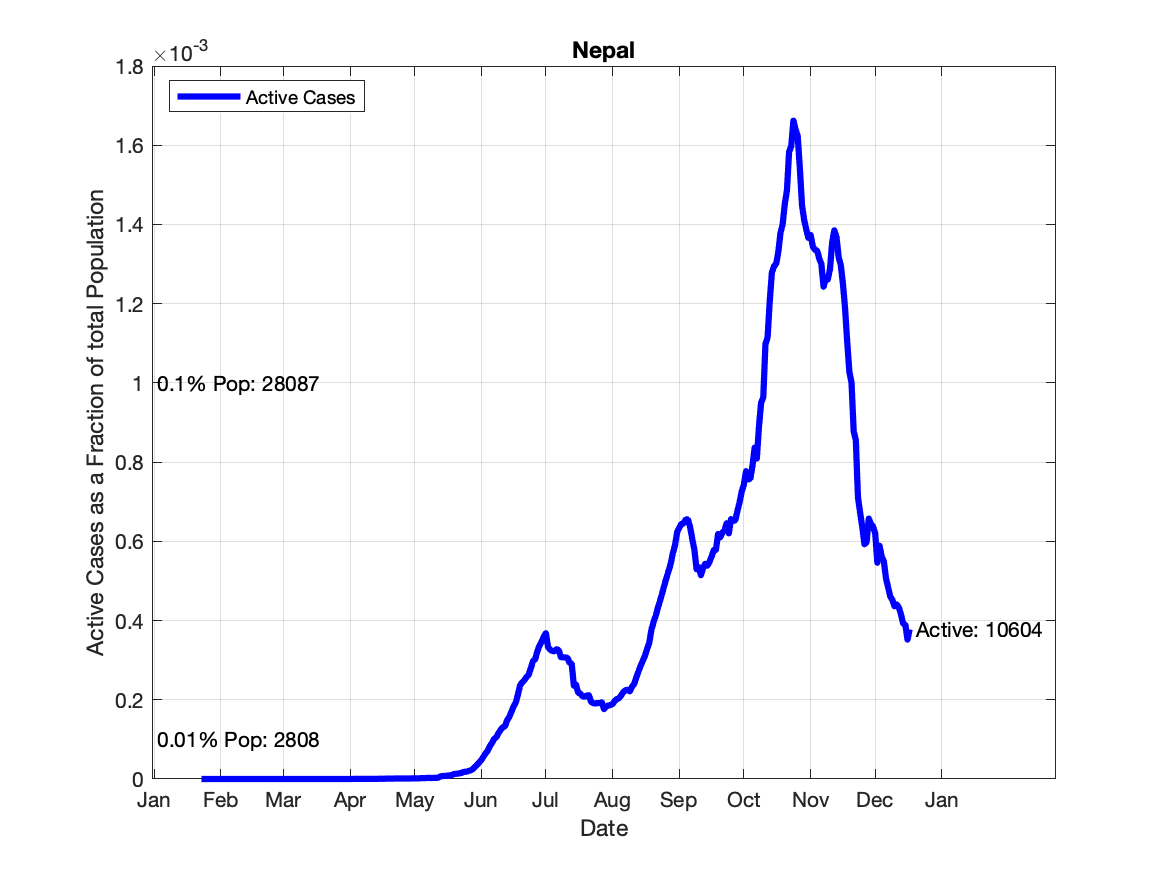 Nepal
×10-3
Active Cases
1.8
1.6
1.4
1.2
1
0.8
0.6
0.4
0.2
0
Active Cases as a Fraction of total Population
0.1% Pop: 28087
0.01% Pop: 2808
Active: 10604
Jan Feb Mar Apr May Jun Jul Aug Sep Oct Nov Dec Jan
Date